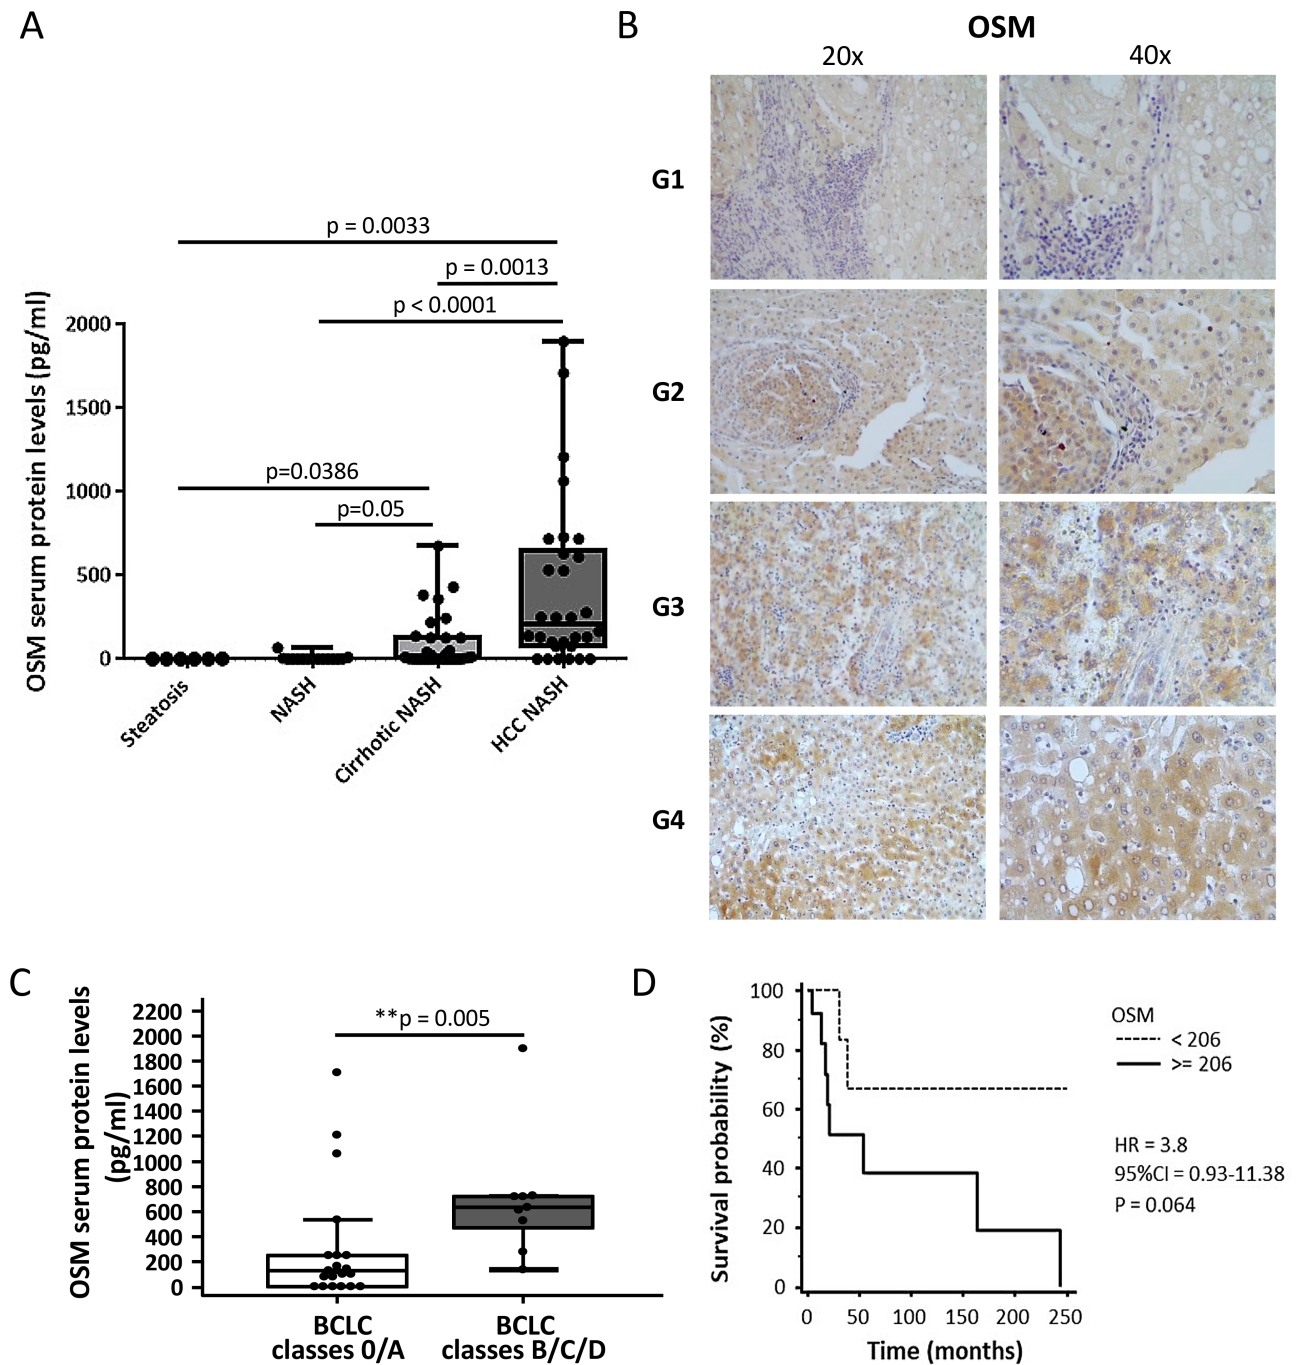 A
p = 0.0033
p = 0.0013
p < 0.0001
p=0.0386
p=0.05
OSM serum protein levels (pg/ml)
2000
1500
1000
500
0
Steatosis
NASH
Cirrhotic NASH
HCC NASH
B
OSM
20x
40x
G1
G2
G3
G4
C
OSM serum protein levels
(pg/ml)
2200
2000
1800
1600
1400
1200
1000
800
600
400
200
0
**p = 0.005
BCLC
classes 0/A
BCLC
classes B/C/D
D
Survival probability (%)
100
80
60
40
20
0
0
50
100
150
200
250
Time (months)
OSM
< 206
>= 206
HR = 3.8
95%CI = 0.93-11.38
P = 0.064